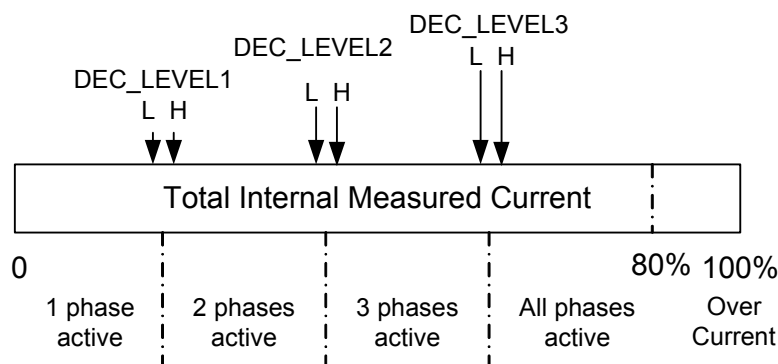 DEC_LEVEL3
L H
DEC_LEVEL2
L H
DEC_LEVEL1
L H
Total Internal Measured Current
0
80%
100%
1 phase
active
2 phases
active
3 phases
active
All phases
active
Over
Current